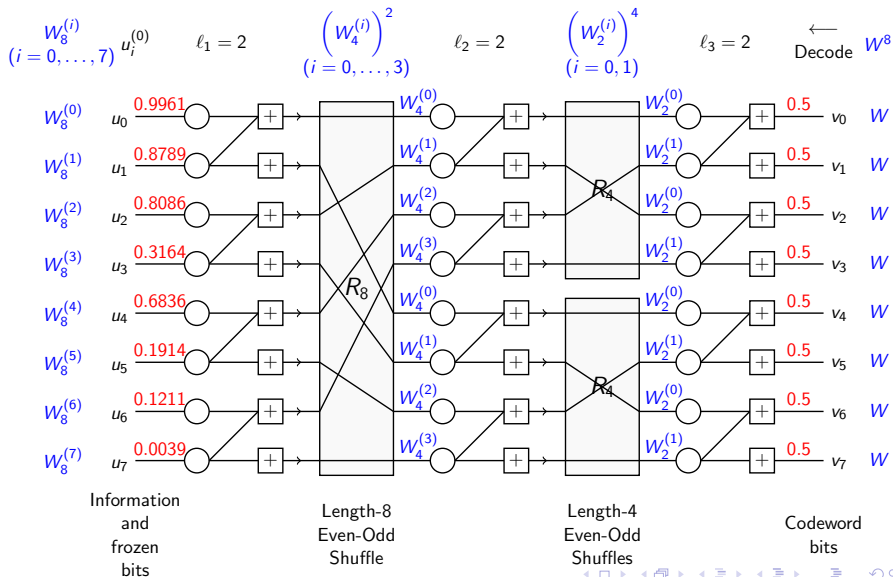 W_8^{(i)} u_i^{(0)} ℓ_1 = 2 (W_4^{(i)})^2 ℓ_2 = 2 (W_2^{(i)})^4 ℓ_3 = 2 ⟵ W^8
(i = 0, . . . , 7) (i = 0, . . . , 3) (i = 0, 1) Decode
W_8^{(0)} u_0 0.9961 + W_4^{(0)} + W_2^{(0)} + 0.5 v_0 W
W_8^{(1)} u_1 0.8789 + W_4^{(1)} + W_2^{(1)} + 0.5 v_1 W
R_4
W_8^{(2)} u_2 0.8086 + W_4^{(2)} + W_2^{(0)} + 0.5 v_2 W
W_8^{(3)} u_3 0.3164 + W_4^{(3)} + W_2^{(1)} + 0.5 v_3 W
R_8
W_8^{(4)} u_4 0.6836 + W_4^{(0)} + W_2^{(0)} + 0.5 v_4 W
W_8^{(5)} u_5 0.1914 + W_4^{(1)} + W_2^{(1)} + 0.5 v_5 W
R_4
W_8^{(6)} u_6 0.1211 + W_4^{(2)} + W_2^{(0)} + 0.5 v_6 W
W_8^{(7)} u_7 0.0039 + W_4^{(3)} + W_2^{(1)} + 0.5 v_7 W
Information
and
frozen
bits
Length-8
Even-Odd
Shuffle
Length-4
Even-Odd
Shuffles
Codeword
bits